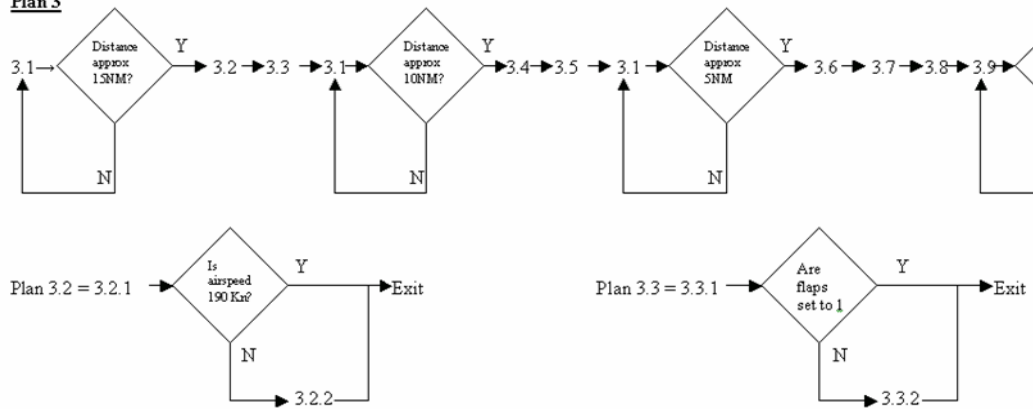 Plan 3
Distance
approx
15NM?
Y
Distance
approx
10NM?
Y
Distance
approx
5NM
Y
3.1→ 3.2 3.3 3.1 3.4 3.5 3.1 3.6 3.7 3.8 3.9
N
N
N
Is
airspeed
190 Kn?
Y
Plan 3.2 = 3.2.1 Exit
N
3.2.2
Are
flaps
set to 1
Y
Plan 3.3 = 3.3.1 Exit
N
3.3.2